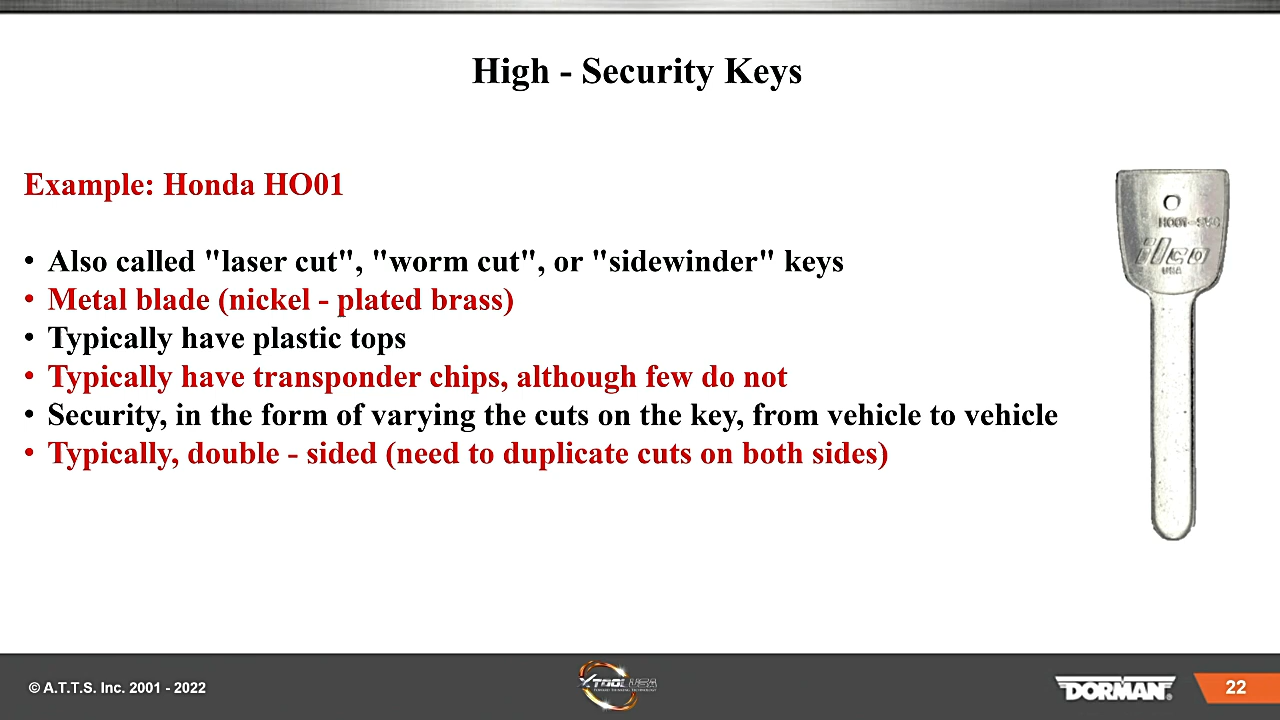 High - Security Keys
Example: Honda HO01
• Also called "laser cut", "worm cut", or "sidewinder" keys
• Metal blade (nickel - plated brass)
• Typically have plastic tops
• Typically have transponder chips, although few do not
• Security, in the form of varying the cuts on the key, from vehicle to vehicle
• Typically, double - sided (need to duplicate cuts on both sides)
ilco
USA
© A.T.T.S. Inc. 2001 - 2022
XTOOLUSA
DORMAN
22